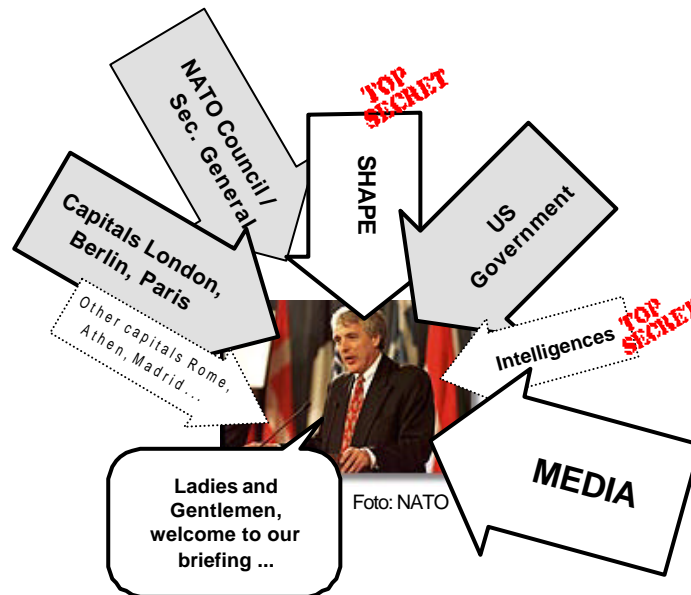 NATO Council /
Sec. General
TOP
SECRET
SHAPE
US
Government
Capitals London,
Berlin, Paris
Other capitals Rome,
Athen, Madrid ...
Intelligences
TOP
SECRET
MEDIA
Ladies and
Gentlemen,
welcome to our
briefing ...
Foto: NATO